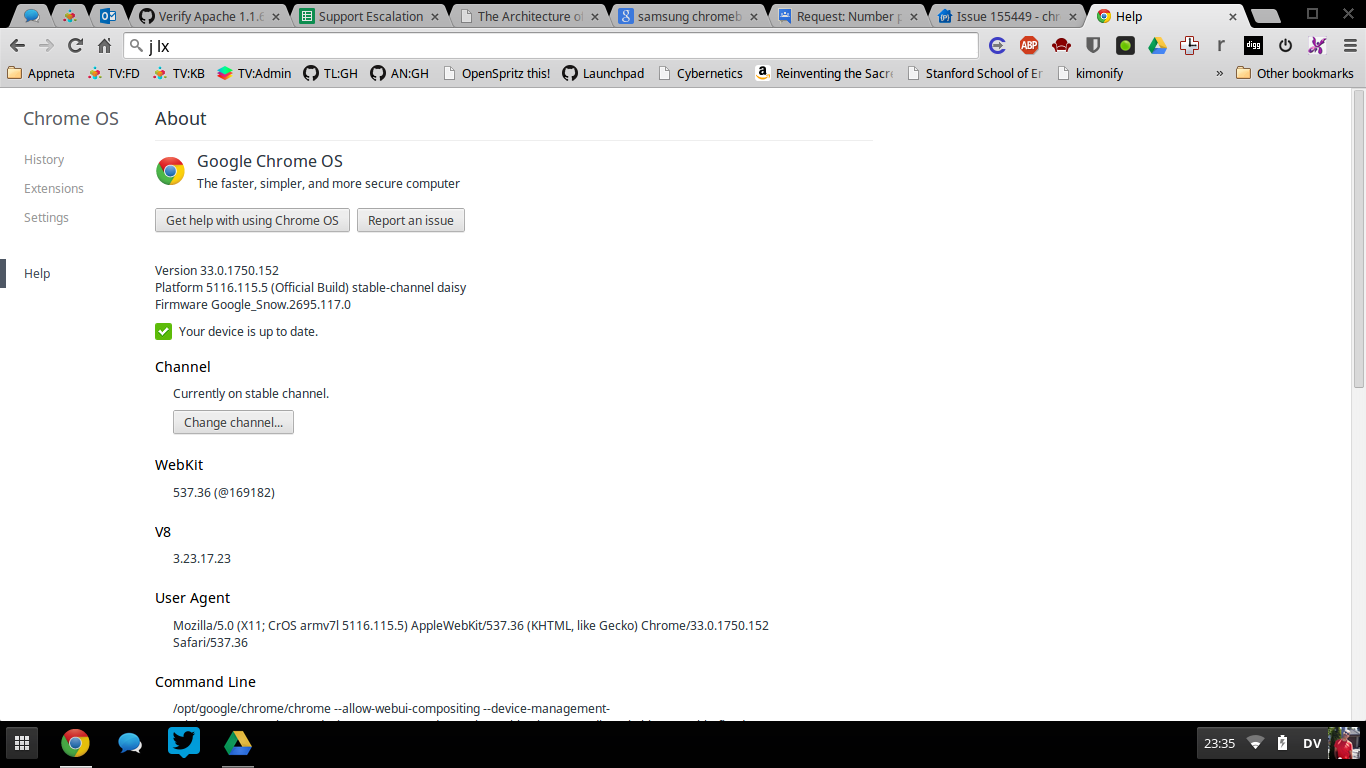 Verify Apache 1.1.6
Support Escalation
The Architecture of
samsung chromeb
Request: Number p
Issue 155449 - chr
Help
j lx
ABP
r
digg
Appneta
TV:FD
TV:KB
TV:Admin
TL:GH
AN:GH
OpenSpritz this!
Launchpad
Cybernetics
Reinventing the Sacre
Stanford School of En
kimonify
»
Other bookmarks
Chrome OS
History
Extensions
Settings
Help
About
Google Chrome OS
The faster, simpler, and more secure computer
Get help with using Chrome OS
Report an issue
Version 33.0.1750.152
Platform 5116.115.5 (Official Build) stable-channel daisy
Firmware Google_Snow.2695.117.0
Your device is up to date.
Channel
Currently on stable channel.
Change channel...
WebKit
537.36 (@169182)
V8
3.23.17.23
User Agent
Mozilla/5.0 (X11; CrOS armv7l 5116.115.5) AppleWebKit/537.36 (KHTML, like Gecko) Chrome/33.0.1750.152
Safari/537.36
Command Line
/opt/google/chrome/chrome --allow-webui-compositing --device-management-
23:35
DV